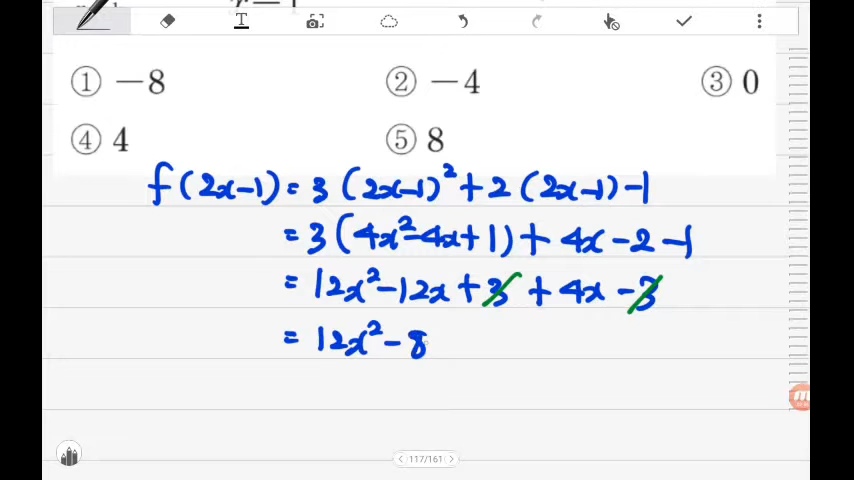 ① −8 ② −4 ③ 0
④ 4 ⑤ 8
f(2x−1) = 3(2x−1)² + 2(2x−1) −1
= 3(4x²−4x+1) + 4x −2 −1
= 12x² −12x + 3 + 4x −3
= 12x² − 8
117/161